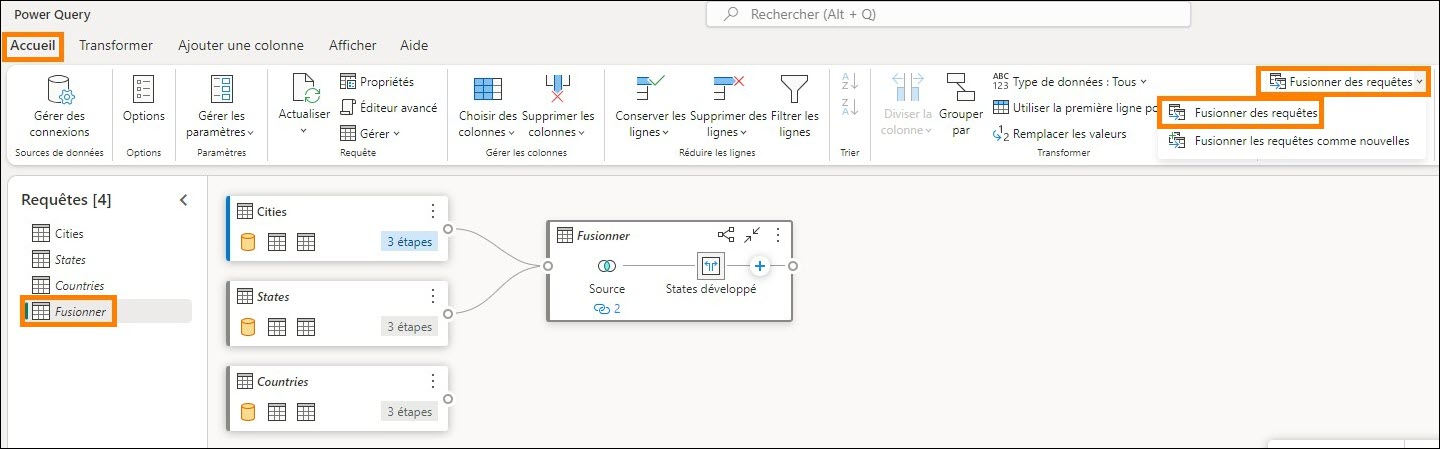 Power Query
Rechercher (Alt + Q)
Accueil Transformer Ajouter une colonne Afficher Aide
Gérer des connexions
Sources de données
Options
Options
Gérer les paramètres
Paramètres
Actualiser
Propriétés
Éditeur avancé
Gérer
Requête
Choisir des colonnes
Supprimer les colonnes
Gérer les colonnes
Conserver les lignes
Supprimer des lignes
Filtrer les lignes
Réduire les lignes
A
Z
Z
A
Trier
Diviser la colonne
Grouper par
ABC
123
Type de données : Tous
Utiliser la première ligne po
1
2
Remplacer les valeurs
Transformer
Fusionner des requêtes
Fusionner des requêtes
Fusionner les requêtes comme nouvelles
Requêtes [4]
Cities
States
Countries
Fusionner
Cities
3 étapes
States
3 étapes
Countries
3 étapes
Fusionner
Source
2
States développé